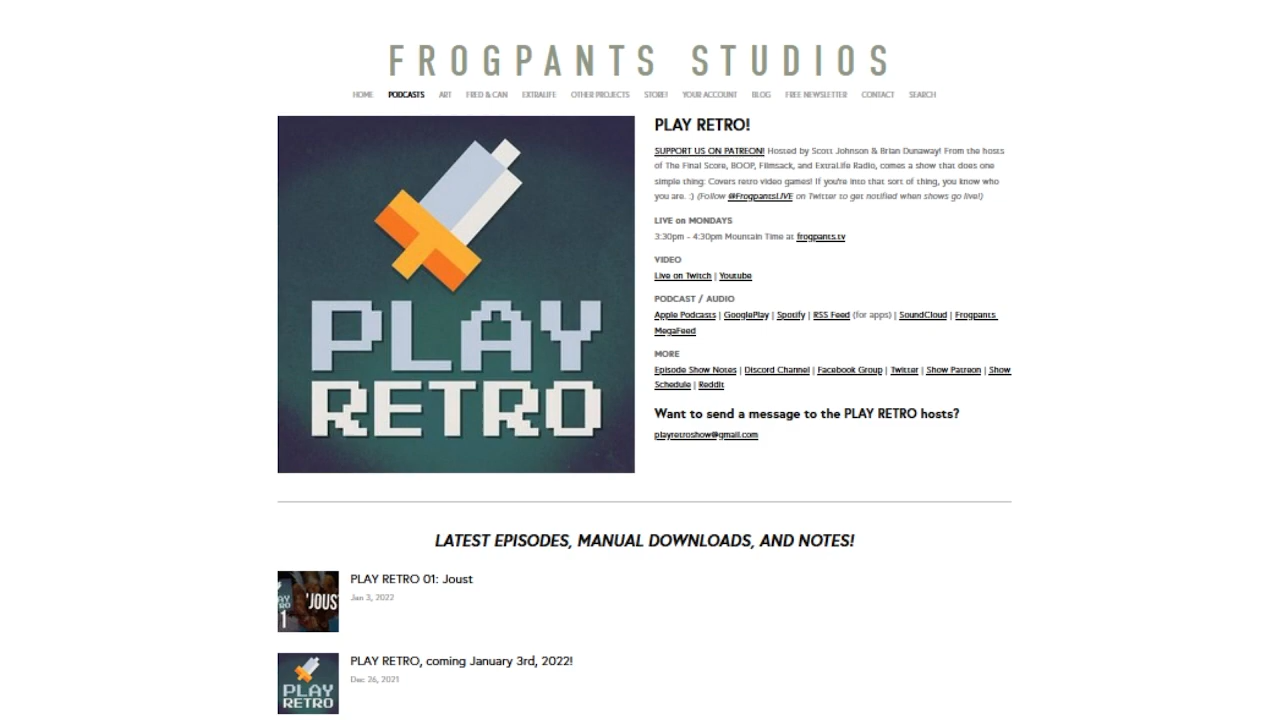 FROGPANTS STUDIOS
HOME PODCASTS ART FRED & CAN EXTRALIFE OTHER PROJECTS STORE! YOUR ACCOUNT BLOG FREE NEWSLETTER CONTACT SEARCH
PLAY
RETRO
PLAY RETRO!
SUPPORT US ON PATREON! Hosted by Scott Johnson & Brian Dunaway! From the hosts
of The Final Score, BOOP, Filmsack, and ExtraLife Radio, comes a show that does one
simple thing: Covers retro video games! If you're into that sort of thing, you know who
you are. :) (Follow @FrogpantsLIVE on Twitter to get notified when shows go live!)
LIVE on MONDAYS
3:30pm - 4:30pm Mountain Time at frogpants.tv
VIDEO
Live on Twitch | Youtube
PODCAST / AUDIO
Apple Podcasts | GooglePlay | Spotify | RSS Feed (for apps) | SoundCloud | Frogpants
MegaFeed
MORE
Episode Show Notes | Discord Channel | Facebook Group | Twitter | Show Patreon | Show
Schedule | Reddit
Want to send a message to the PLAY RETRO hosts?
playretroshow@gmail.com
LATEST EPISODES, MANUAL DOWNLOADS, AND NOTES!
AY
RO
1
'JOUS'
PLAY RETRO 01: Joust
Jan 3, 2022
PLAY
RETRO
PLAY RETRO, coming January 3rd, 2022!
Dec 26, 2021